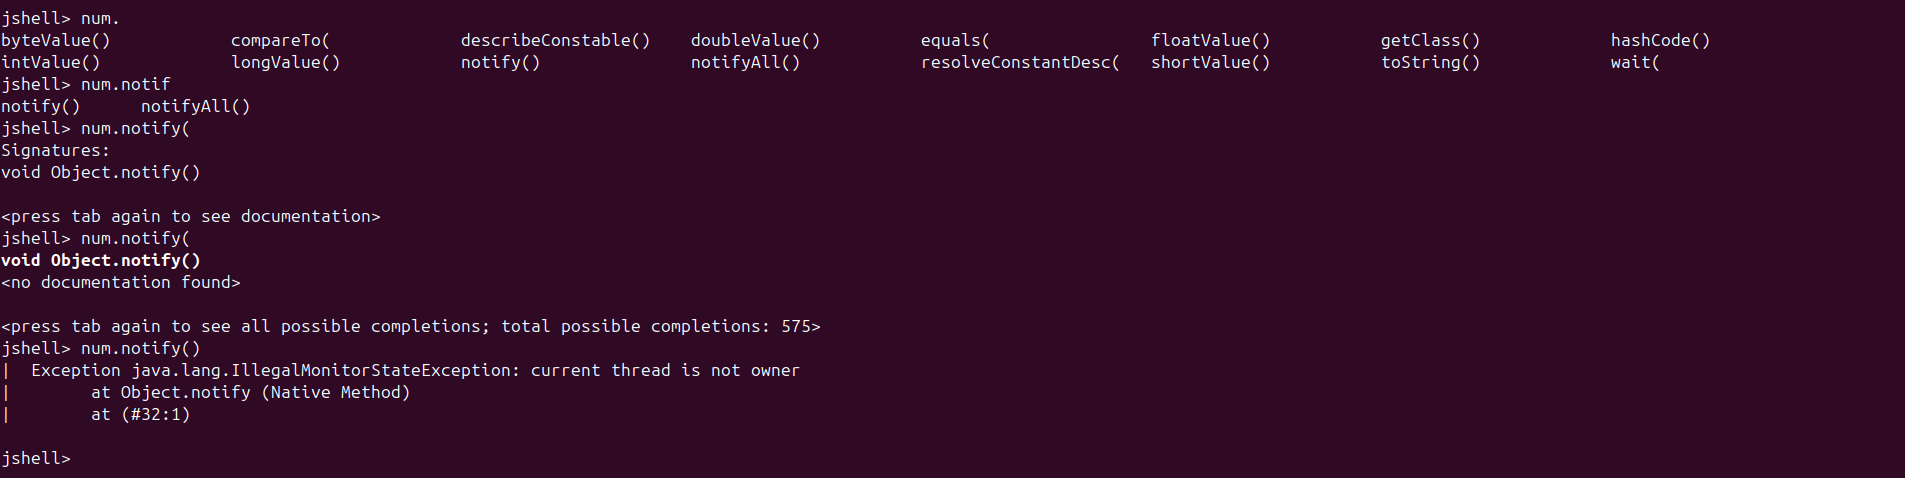 jshell> num.
byteValue()            compareTo(             describeConstable()    doubleValue()          equals(                floatValue()           getClass()             hashCode()
intValue()             longValue()            notify()               notifyAll()            resolveConstantDesc(   shortValue()           toString()             wait(
jshell> num.notif
notify()      notifyAll()
jshell> num.notify(
Signatures:
void Object.notify()

<press tab again to see documentation>
jshell> num.notify(
void Object.notify()
<no documentation found>

<press tab again to see all possible completions; total possible completions: 575>
jshell> num.notify()
|  Exception java.lang.IllegalMonitorStateException: current thread is not owner
|        at Object.notify (Native Method)
|        at (#32:1)

jshell>